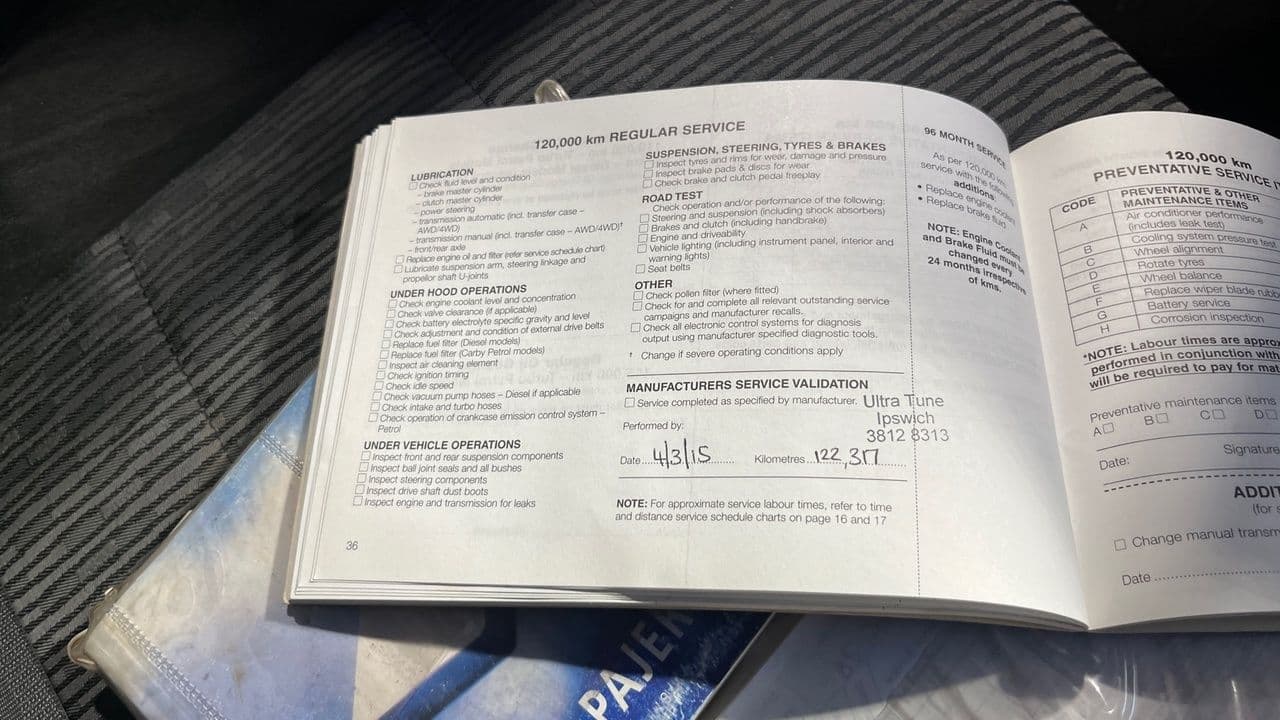 120,000 km REGULAR SERVICE
LUBRICATION
Check fluid level and condition
– brake master cylinder
– clutch master cylinder
– power steering
– transmission automatic (incl. transfer case –
AWD/4WD)
– transmission manual (incl. transfer case – AWD/4WD)†
– front/rear axle
Replace engine oil and filter (refer service schedule chart)
Lubricate suspension arm, steering linkage and
propellor shaft U-joints
UNDER HOOD OPERATIONS
Check engine coolant level and concentration
Check valve clearance (if applicable)
Check battery electrolyte specific gravity and level
Check adjustment and condition of external drive belts
Replace fuel filter (Diesel models)
Replace fuel filter (Carby Petrol models)
Inspect air cleaning element
Check ignition timing
Check idle speed
Check vacuum pump hoses – Diesel if applicable
Check intake and turbo hoses
Check operation of crankcase emission control system –
Petrol
UNDER VEHICLE OPERATIONS
Inspect front and rear suspension components
Inspect ball joint seals and all bushes
Inspect steering components
Inspect drive shaft dust boots
Inspect engine and transmission for leaks
36
SUSPENSION, STEERING, TYRES & BRAKES
Inspect tyres and rims for wear, damage and pressure
Inspect brake pads & discs for wear
Check brake and clutch pedal freeplay
ROAD TEST
Check operation and/or performance of the following:
Steering and suspension (including shock absorbers)
Brakes and clutch (including handbrake)
Engine and driveability
Vehicle lighting (including instrument panel, interior and
warning lights)
Seat belts
OTHER
Check pollen filter (where fitted)
Check for and complete all relevant outstanding service
campaigns and manufacturer recalls.
Check all electronic control systems for diagnosis
output using manufacturer specified diagnostic tools.
† Change if severe operating conditions apply
MANUFACTURERS SERVICE VALIDATION
Service completed as specified by manufacturer.
Ultra Tune
Ipswich
3812 8313
Performed by:
Date 4/3/15 Kilometres 122,317
NOTE: For approximate service labour times, refer to time
and distance service schedule charts on page 16 and 17
96 MONTH SERVICE
As per 120,000 km
service with the following
additions:
• Replace engine coolant
• Replace brake fluid
NOTE: Engine Coolant
and Brake Fluid must be
changed every
24 months irrespective
of kms.
120,000 km
PREVENTATIVE SERVICE
CODE
PREVENTATIVE & OTHER
MAINTENANCE ITEMS
A Air conditioner performance
(includes leak test)
B Cooling system pressure test
C Wheel alignment
D Rotate tyres
E Wheel balance
F Replace wiper blade
G Battery service
H Corrosion inspection
*NOTE: Labour times are
performed in conjunction
will be required to pay for
Preventative maintenance items
A B C D
Signature
Date:
(for
Change manual
Date